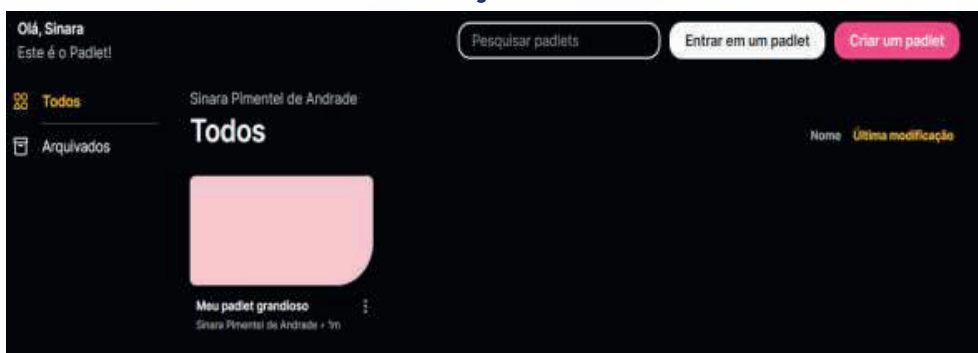 Olá, Sinara
Este é o Padlet!
Pesquisar padlets
Entrar em um padlet
Criar um padlet
Todos
Arquivados
Sinara Pimentel de Andrade
Todos
Nome Última modificação
Meu padlet grandioso
Sinara Pimentel de Andrade • 1m